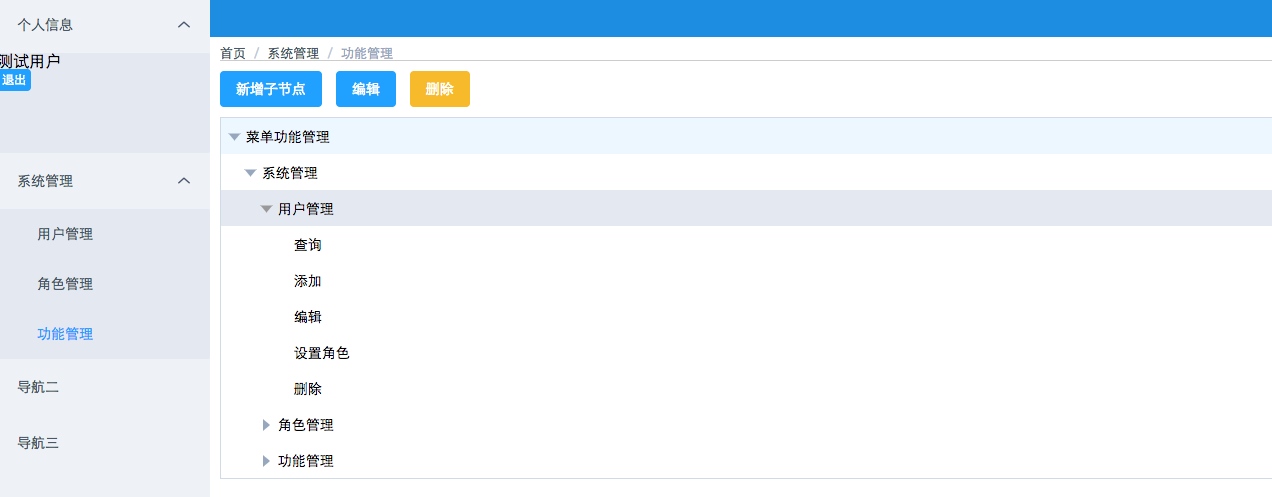 个人信息
测试用户
退出
系统管理
用户管理
角色管理
功能管理
导航二
导航三
首页 / 系统管理 / 功能管理
新增子节点 编辑 删除
菜单功能管理
系统管理
用户管理
查询
添加
编辑
设置角色
删除
角色管理
功能管理